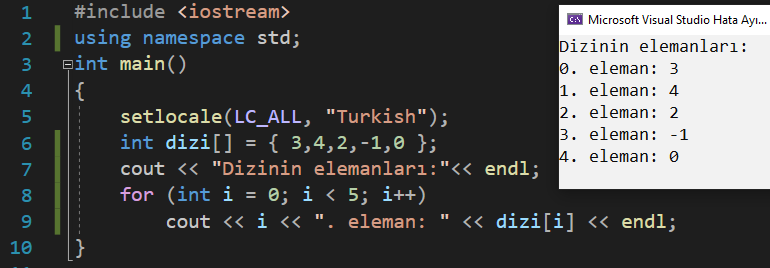 1 #include <iostream>
2 using namespace std;
3 int main()
4 {
5 setlocale(LC_ALL, "Turkish");
6 int dizi[] = { 3,4,2,-1,0 };
7 cout << "Dizinin elemanları:"<< endl;
8 for (int i = 0; i < 5; i++)
9 cout << i << ". eleman: " << dizi[i] << endl;
10 }
Microsoft Visual Studio Hata Ayı...
Dizinin elemanları:
0. eleman: 3
1. eleman: 4
2. eleman: 2
3. eleman: -1
4. eleman: 0